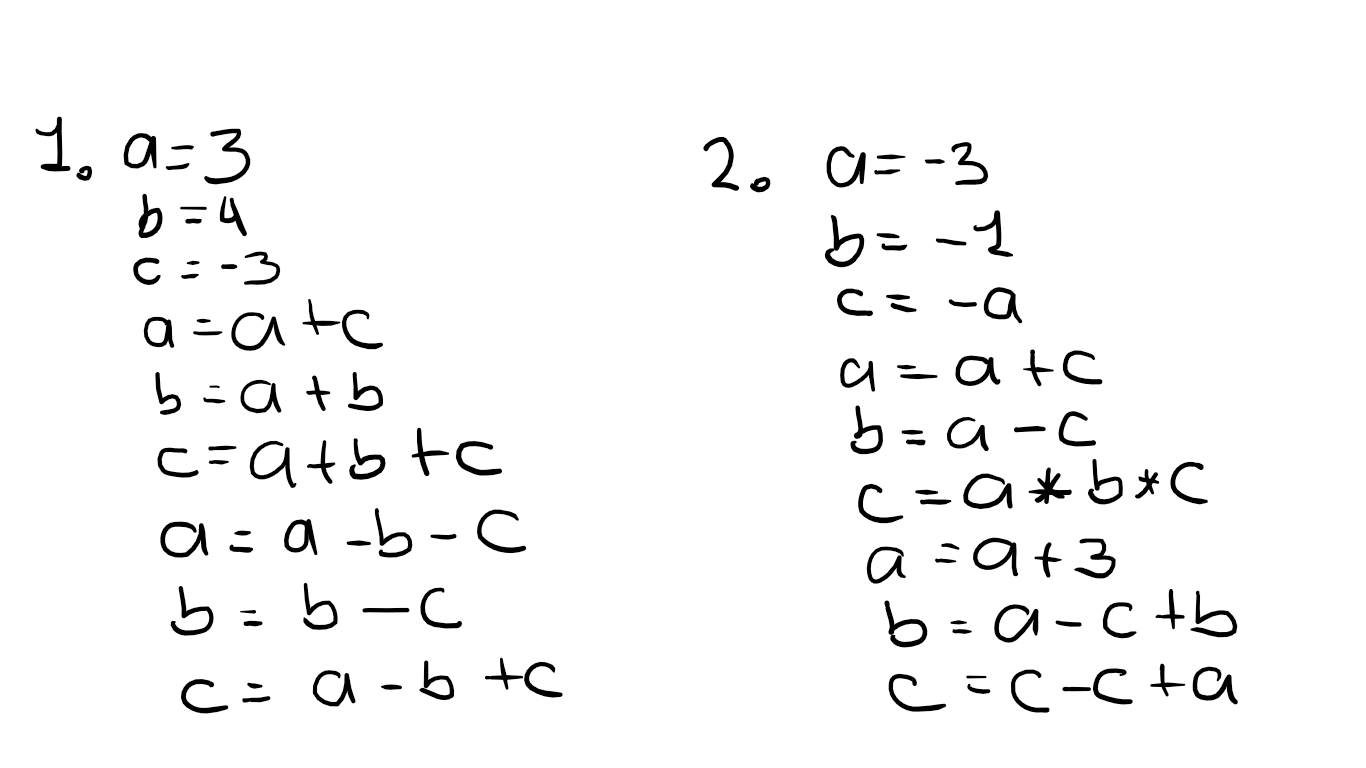 1. a=3
b=4
c=-3
a=a+c
b=a+b
c=a+b+c
a=a-b-c
b=b-c
c=a-b+c
2. a=-3
b=-1
c=-a
a=a+c
b=a-c
c=a*b*c
a=a+3
b=a-c+b
c=c-c+a